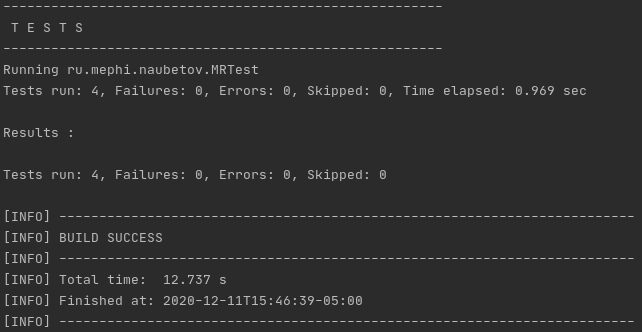 -------------------------------------------------------
 T E S T S
-------------------------------------------------------
Running ru.mephi.naubetov.MRTest
Tests run: 4, Failures: 0, Errors: 0, Skipped: 0, Time elapsed: 0.969 sec

Results :

Tests run: 4, Failures: 0, Errors: 0, Skipped: 0

[INFO] ------------------------------------------------------------------------
[INFO] BUILD SUCCESS
[INFO] ------------------------------------------------------------------------
[INFO] Total time:  12.737 s
[INFO] Finished at: 2020-12-11T15:46:39-05:00
[INFO] ------------------------------------------------------------------------